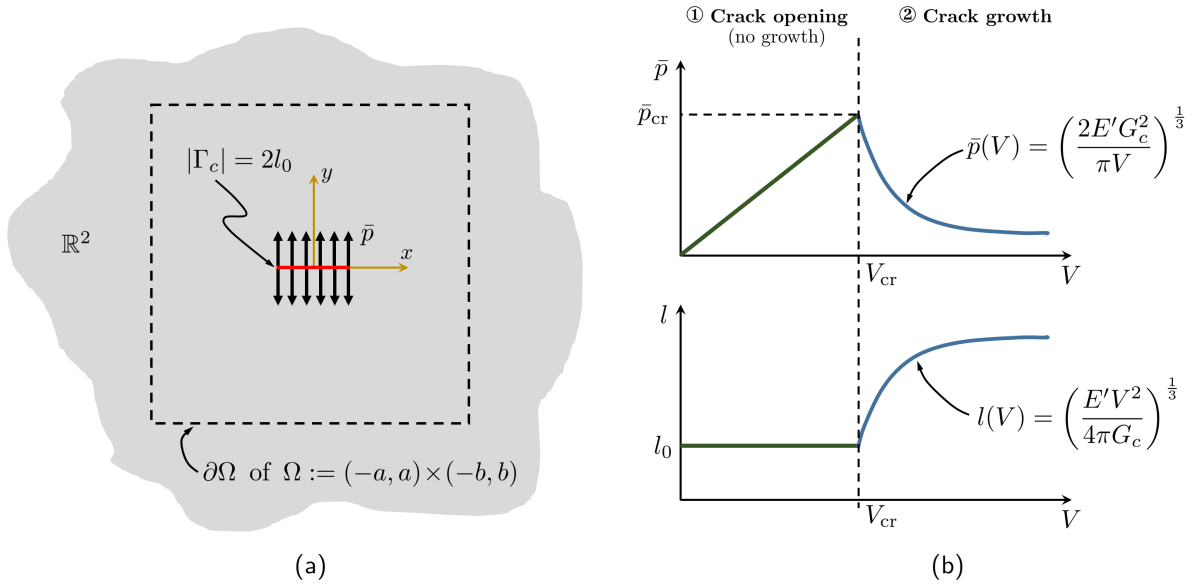 |Γ_c| = 2l_0
y
p̄
x
ℝ²
∂Ω of Ω := (−a, a)×(−b, b)
(a)
① Crack opening
(no growth)
② Crack growth
p̄
p̄_cr
p̄(V) = (2E′G_c²/πV)^{1/3}
V_cr
V
l
l_0
l(V) = (E′V²/4πG_c)^{1/3}
V_cr
V
(b)